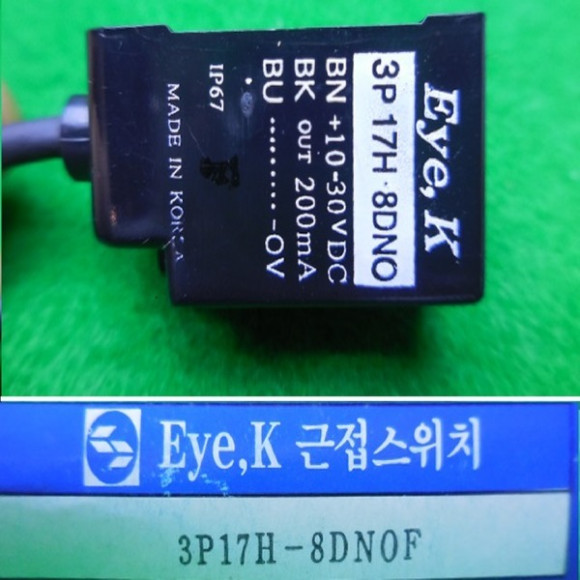 Eye,K
3P 17H·8DNO
BN +10-30VDC
BK OUT 200mA
BU ......... -0V
IP67
MADE IN KOREA
Eye,K 근접스위치
3P17H-8DNOF